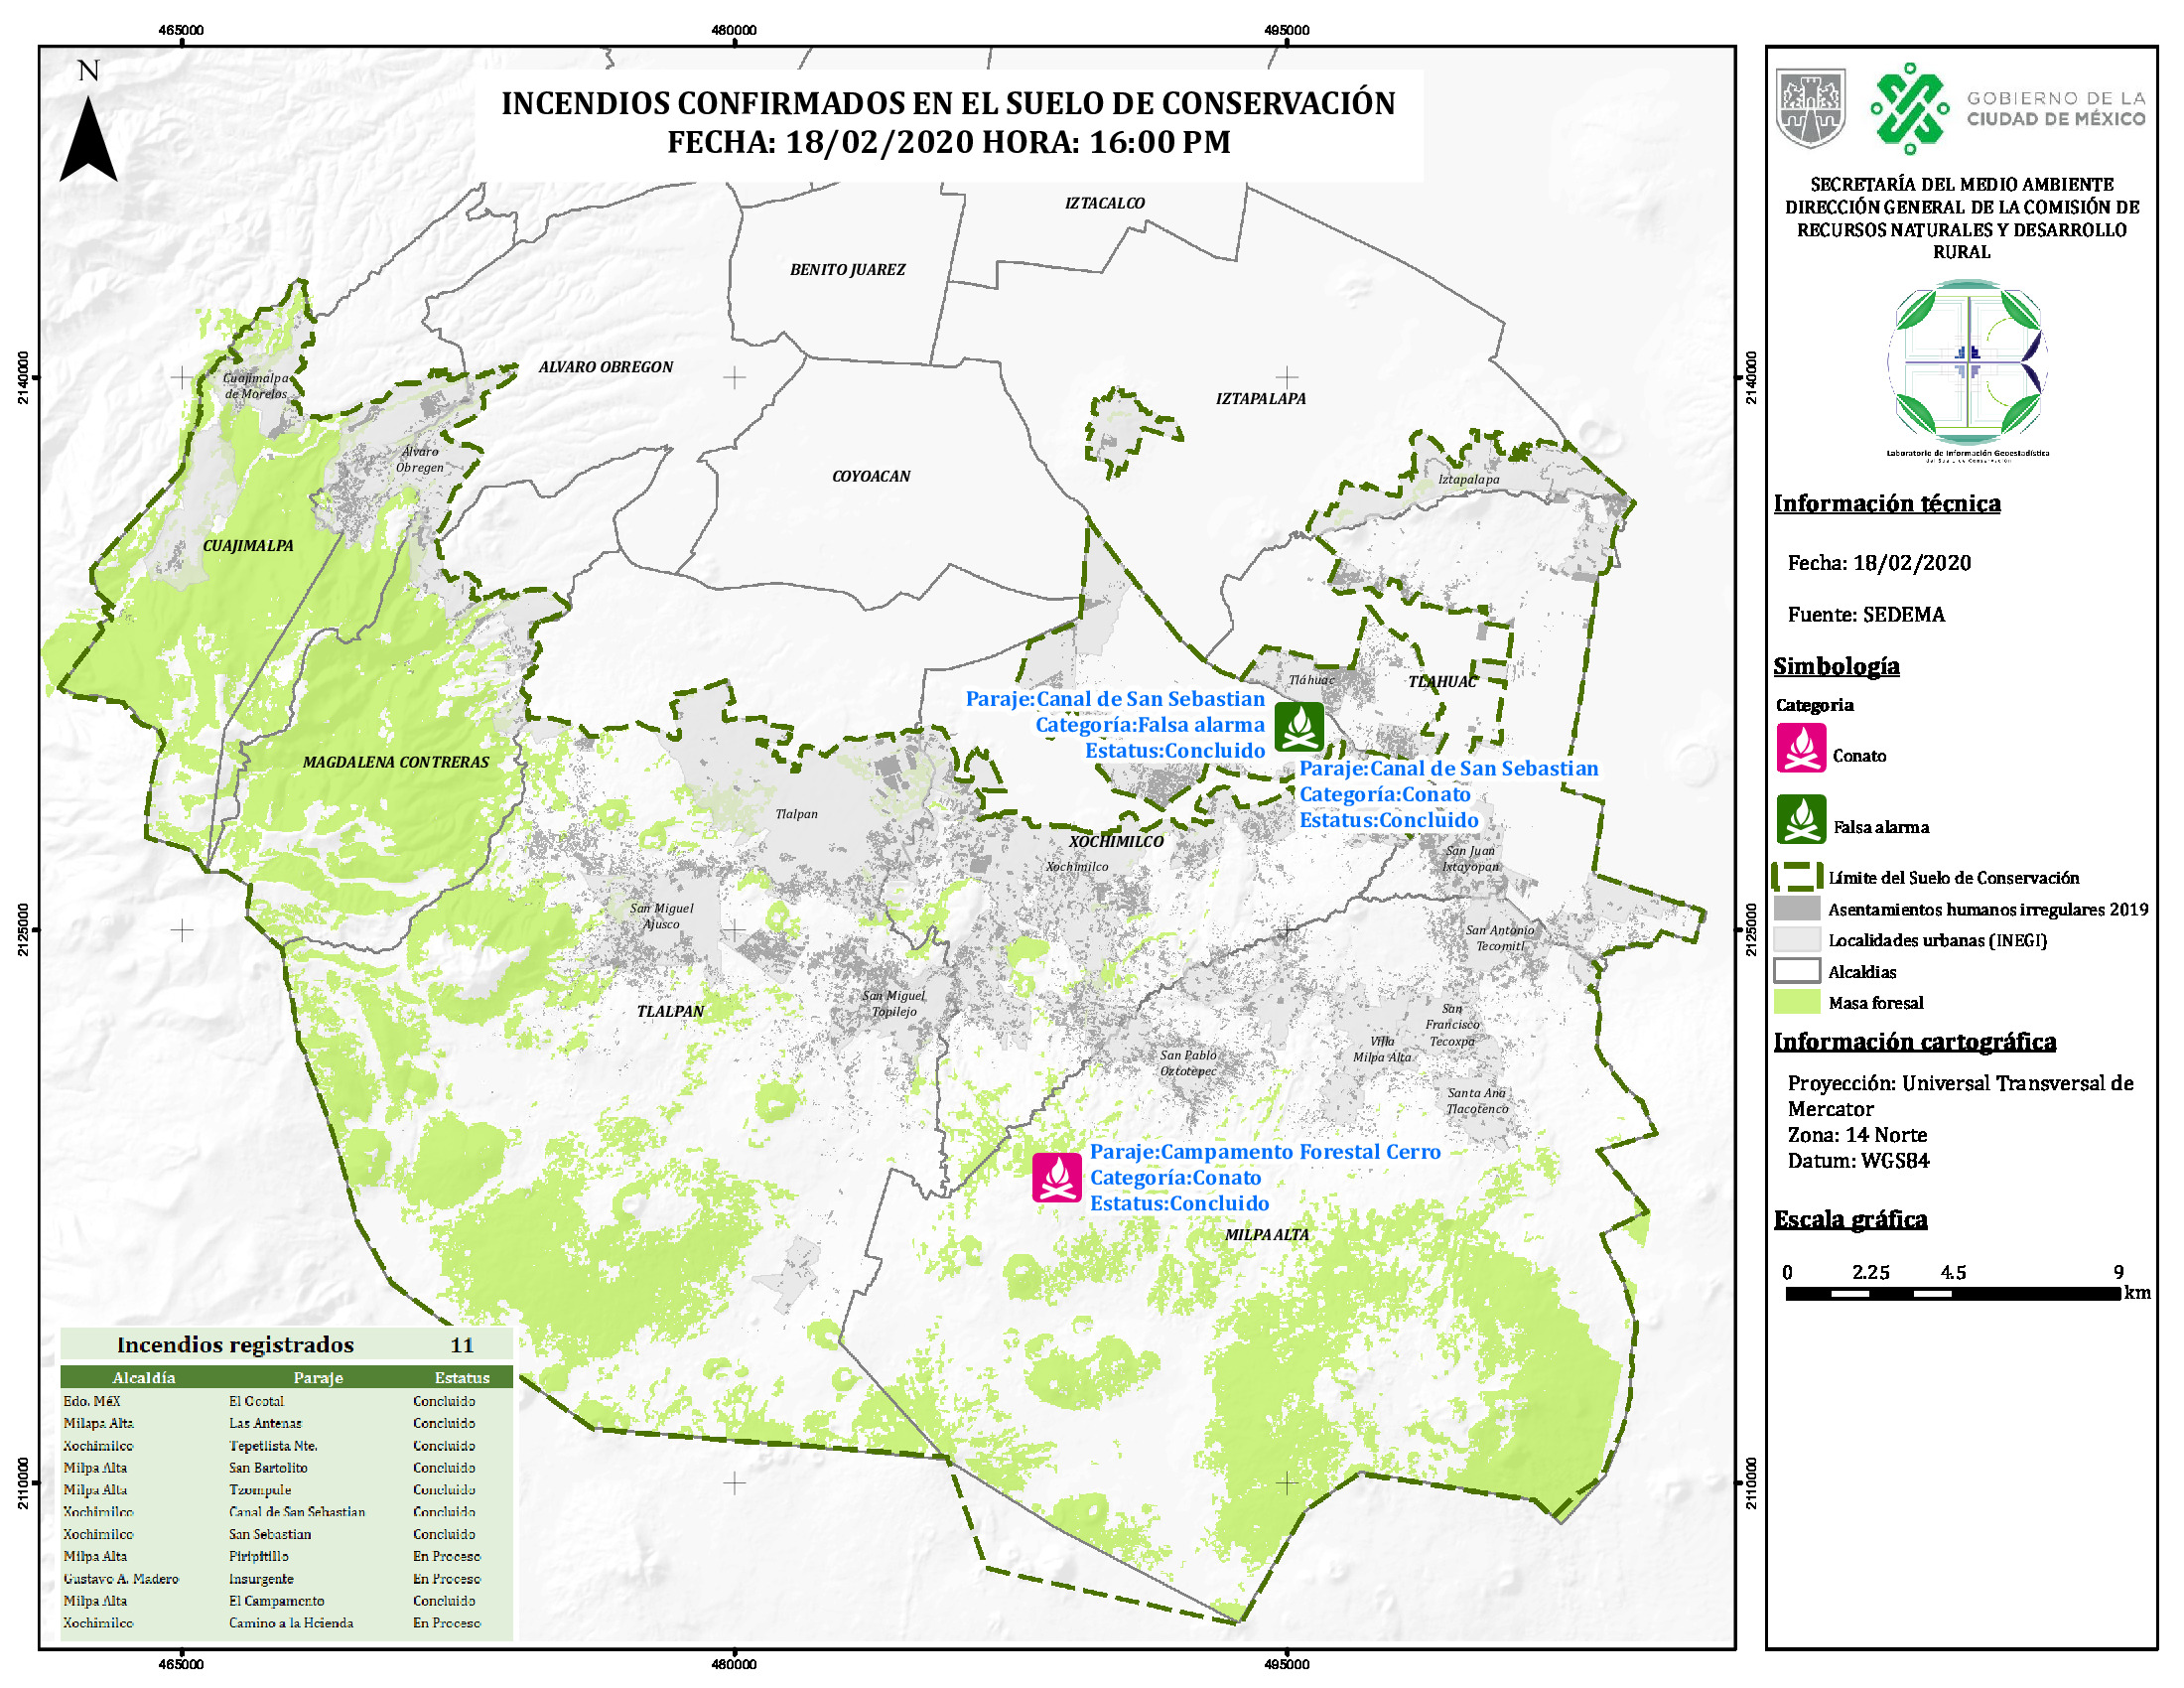 465000
480000
495000
N
INCENDIOS CONFIRMADOS EN EL SUELO DE CONSERVACIÓN
FECHA: 18/02/2020 HORA: 16:00 PM
IZTACALCO
BENITO JUAREZ
ALVARO OBREGON
IZTAPALAPA
COYOACAN
Cuajimalpa
de Morelos
Álvaro
Obregen
CUAJIMALPA
Iztapalapa
Tláhuac
TLAHUAC
Paraje:Canal de San Sebastian
Categoría:Falsa alarma
Estatus:Concluido
Paraje:Canal de San Sebastian
Categoría:Conato
Estatus:Concluido
MAGDALENA CONTRERAS
Tlalpan
XOCHIMILCO
Xochimilco
San Juan
Ixtayopan
San Miguel
Ajusco
San Antonio
Tecomitl
San Miguel
Topilejo
TLALPAN
San
Francisco
Tecoxpa
Villa
Milpa Alta
San Pablo
Oztotepec
Santa Ana
Tlacotenco
Paraje:Campamento Forestal Cerro
Categoría:Conato
Estatus:Concluido
MILPA ALTA
2140000
2125000
2110000
2140000
2125000
2110000
Incendios registrados 11
Alcaldía Paraje Estatus
Edo. MéX El Ocotal Concluido
Milapa Alta Las Antenas Concluido
Xochimilco Tepetlista Nte. Concluido
Milpa Alta San Bartolito Concluido
Milpa Alta Tzompule Concluido
Xochimilco Canal de San Sebastian Concluido
Xochimilco San Sebastian Concluido
Milpa Alta Piripitillo En Proceso
Gustavo A. Madero Insurgente En Proceso
Milpa Alta El Campamento Concluido
Xochimilco Camino a la Hcienda En Proceso
465000
480000
495000
GOBIERNO DE LA
CIUDAD DE MÉXICO
SECRETARÍA DEL MEDIO AMBIENTE
DIRECCIÓN GENERAL DE LA COMISIÓN DE
RECURSOS NATURALES Y DESARROLLO
RURAL
Laboratorio de Información Geoestadística
del Suelo de Conservación
Información técnica
Fecha: 18/02/2020
Fuente: SEDEMA
Simbología
Categoria
Conato
Falsa alarma
Límite del Suelo de Conservación
Asentamientos humanos irregulares 2019
Localidades urbanas (INEGI)
Alcaldias
Masa foresal
Información cartográfica
Proyección: Universal Transversal de
Mercator
Zona: 14 Norte
Datum: WGS84
Escala gráfica
0 2.25 4.5 9
km